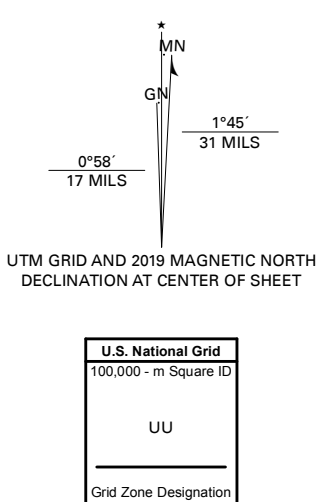 ★
MN
GN
1°45´
31 MILS
0°58´
17 MILS
UTM GRID AND 2019 MAGNETIC NORTH
DECLINATION AT CENTER OF SHEET
U.S. National Grid
100,000 - m Square ID
UU
Grid Zone Designation